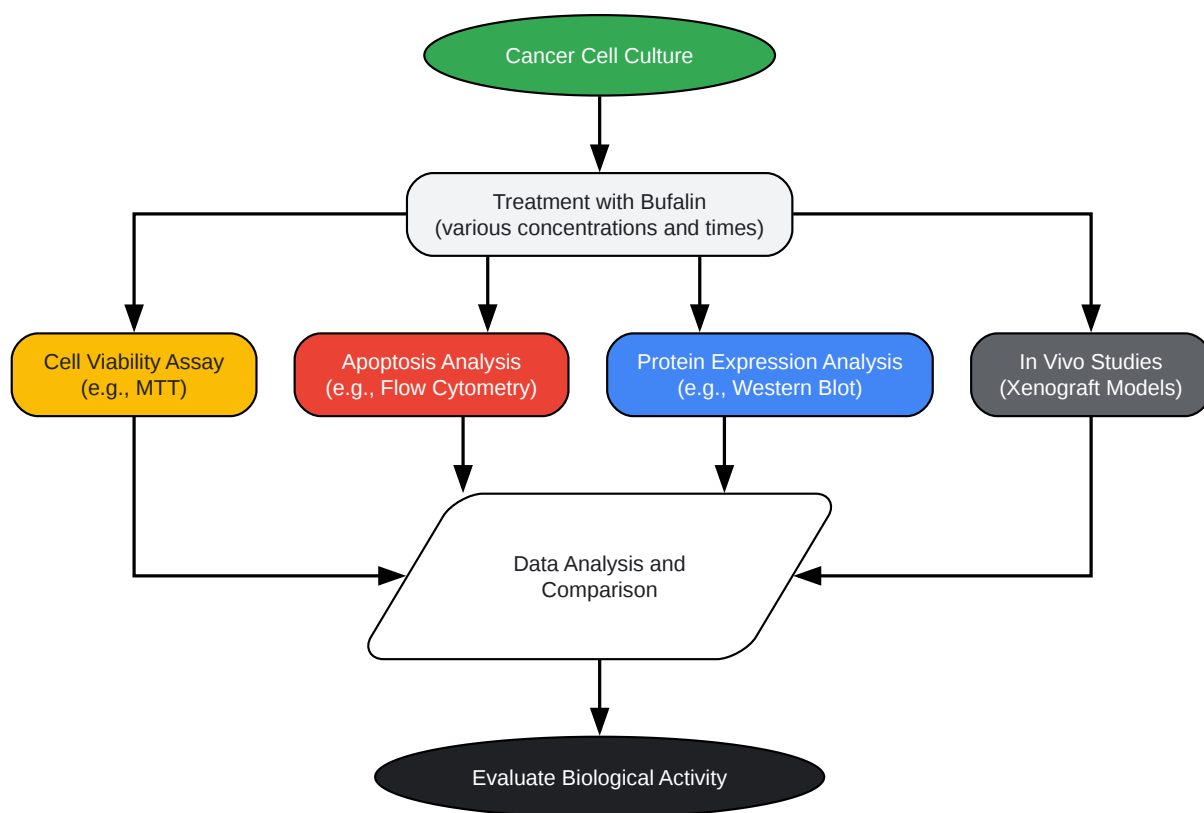 Cancer Cell Culture
Treatment with Bufalin
(various concentrations and times)
Cell Viability Assay
(e.g., MTT)
Apoptosis Analysis
(e.g., Flow Cytometry)
Protein Expression Analysis
(e.g., Western Blot)
In Vivo Studies
(Xenograft Models)
Data Analysis and
Comparison
Evaluate Biological Activity